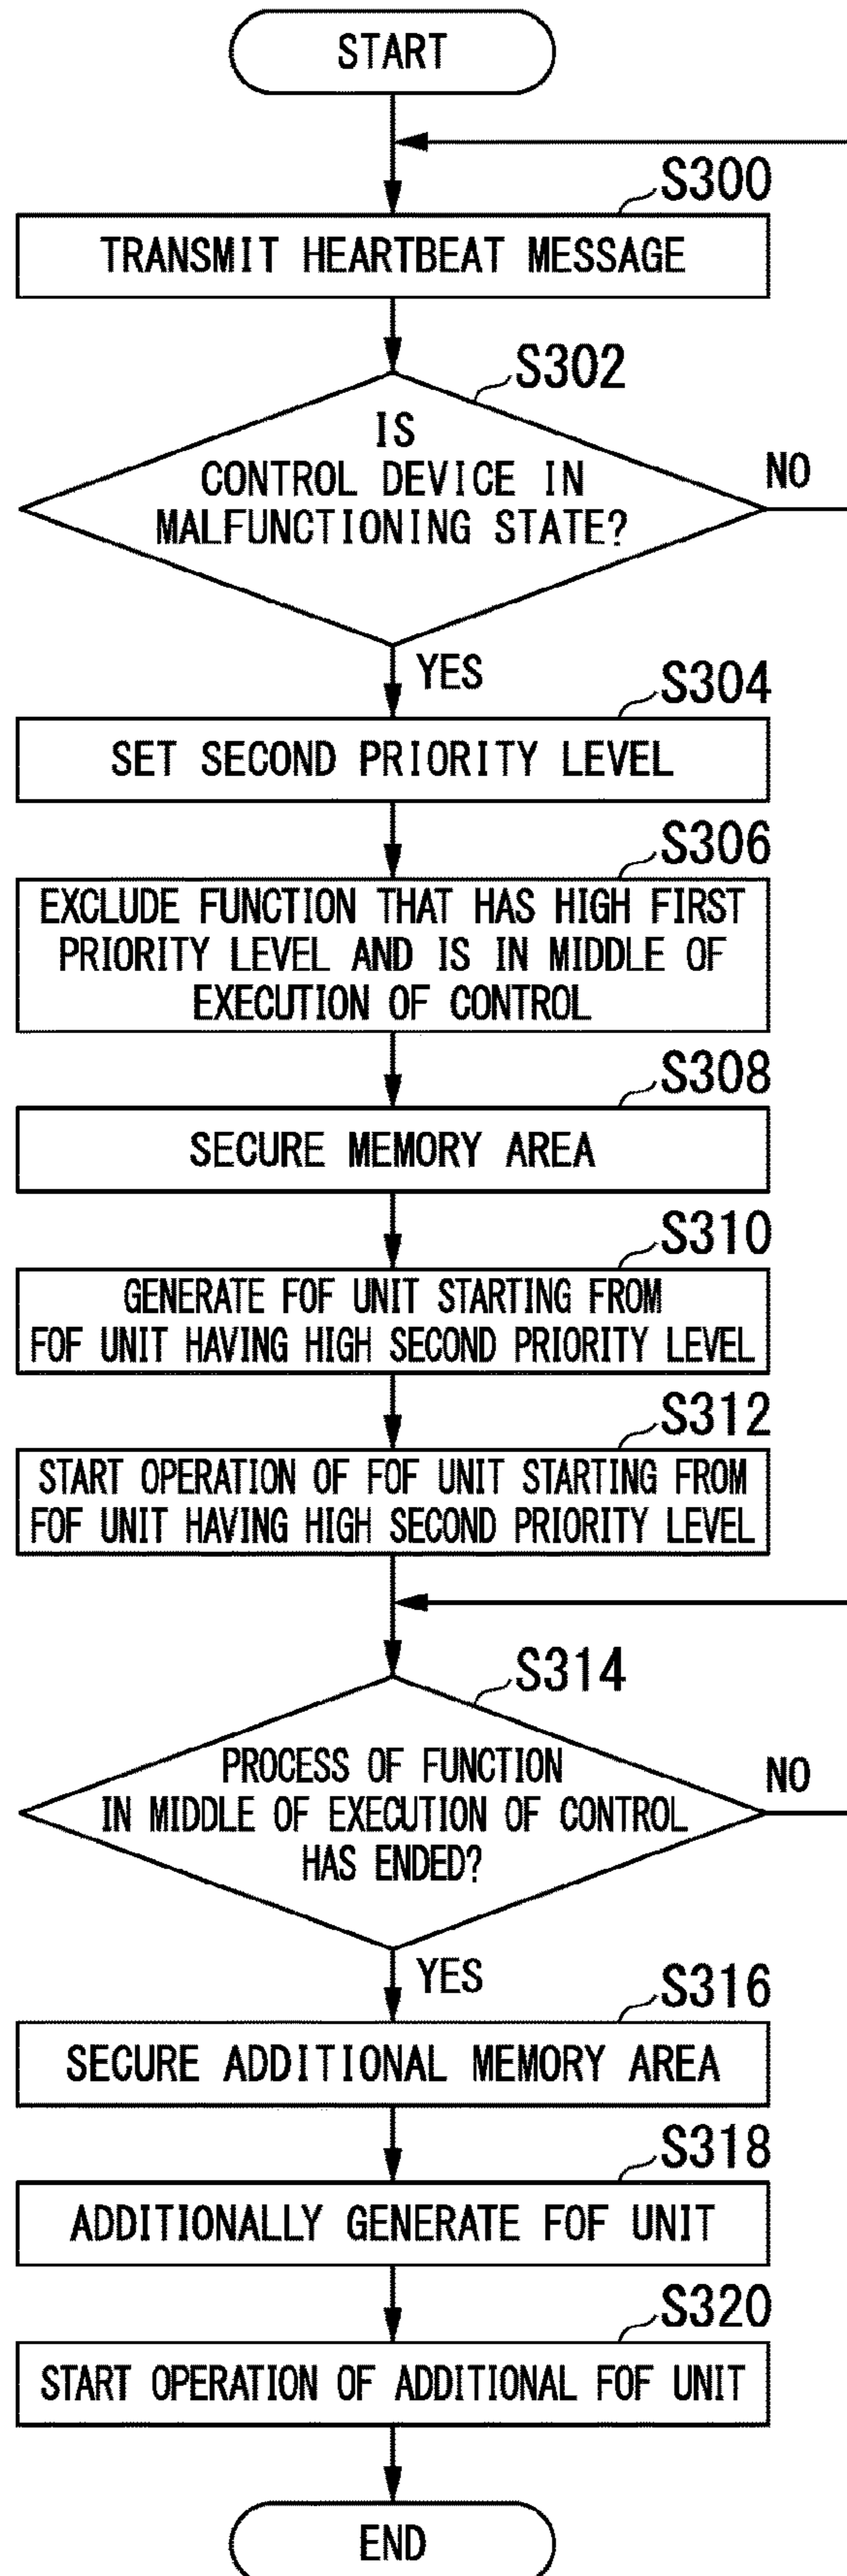 START
S300
TRANSMIT HEARTBEAT MESSAGE
S302
IS
CONTROL DEVICE IN
MALFUNCTIONING STATE?
NO
YES
S304
SET SECOND PRIORITY LEVEL
S306
EXCLUDE FUNCTION THAT HAS HIGH FIRST
PRIORITY LEVEL AND IS IN MIDDLE OF
EXECUTION OF CONTROL
S308
SECURE MEMORY AREA
S310
GENERATE FOF UNIT STARTING FROM
FOF UNIT HAVING HIGH SECOND PRIORITY LEVEL
S312
START OPERATION OF FOF UNIT STARTING FROM
FOF UNIT HAVING HIGH SECOND PRIORITY LEVEL
S314
PROCESS OF FUNCTION
IN MIDDLE OF EXECUTION OF CONTROL
HAS ENDED?
NO
YES
S316
SECURE ADDITIONAL MEMORY AREA
S318
ADDITIONALLY GENERATE FOF UNIT
S320
START OPERATION OF ADDITIONAL FOF UNIT
END